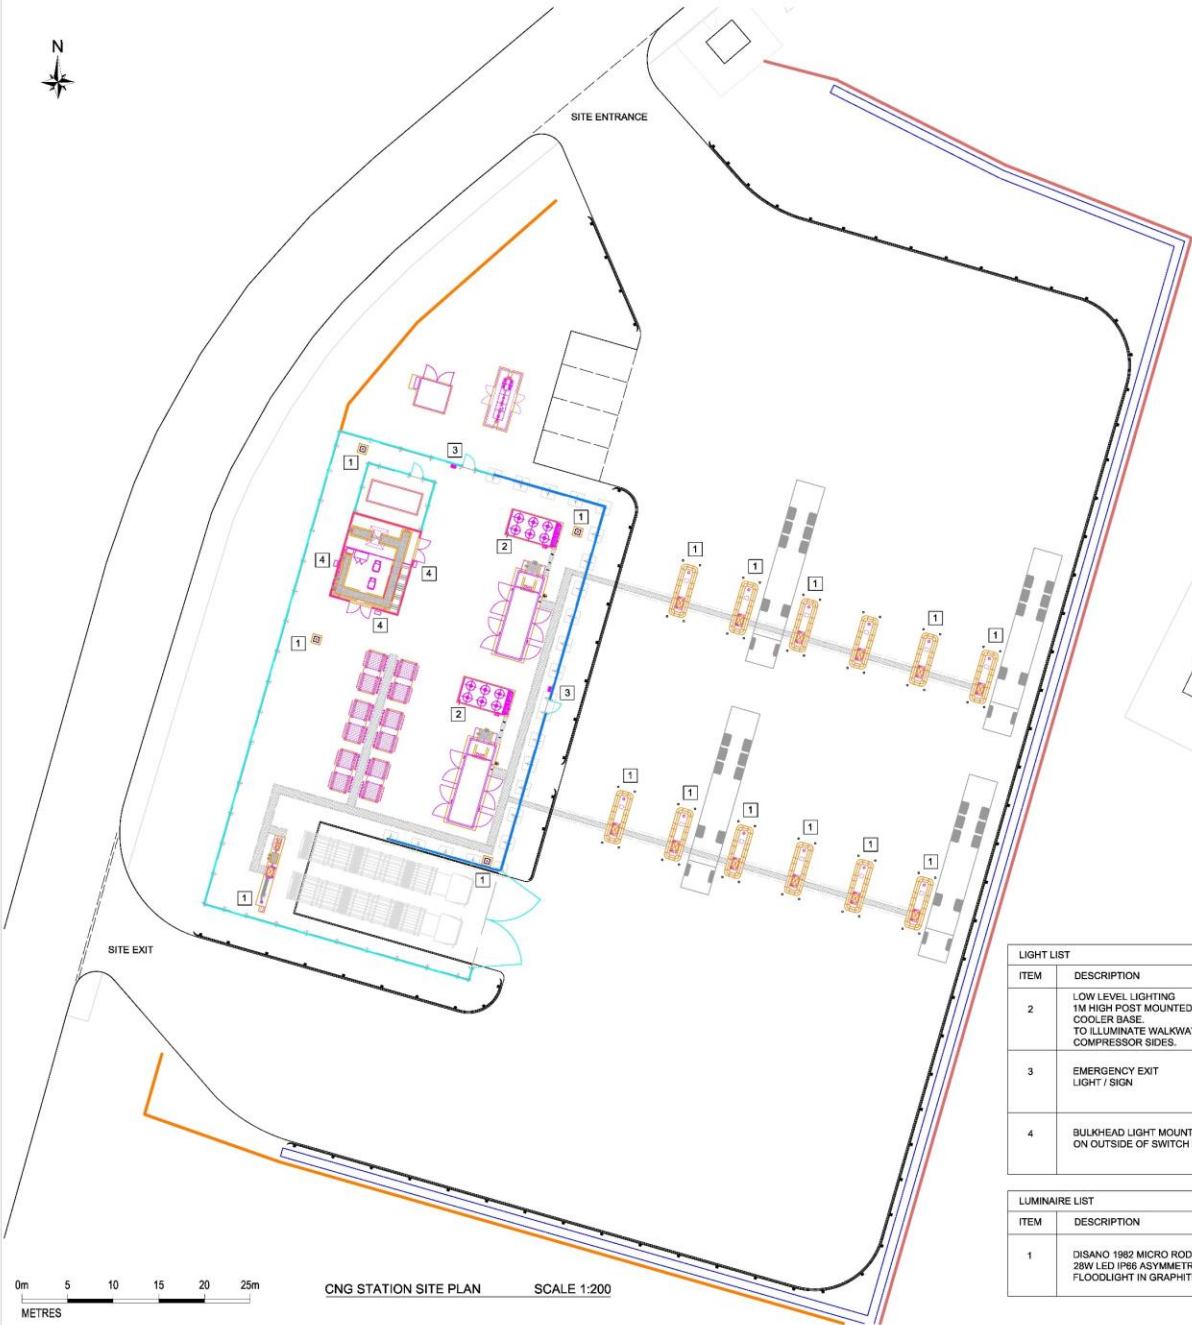 N
SITE ENTRANCE
3
1
1
2
1
1
1
4
4
1
4
1
1
1
3
2
1
1
1
1
1
1
1
1
SITE EXIT
LIGHT LIST
ITEM DESCRIPTION
2 LOW LEVEL LIGHTING
1M HIGH POST MOUNTED
COOLER BASE.
TO ILLUMINATE WALKWA
COMPRESSOR SIDES.
3 EMERGENCY EXIT
LIGHT / SIGN
4 BULKHEAD LIGHT MOUNT
ON OUTSIDE OF SWITCH
LUMINAIRE LIST
ITEM DESCRIPTION
1 DISANO 1982 MICRO ROD
28W LED IP66 ASYMMETR
FLOODLIGHT IN GRAPHIT
0m 5 10 15 20 25m
METRES
CNG STATION SITE PLAN SCALE 1:200